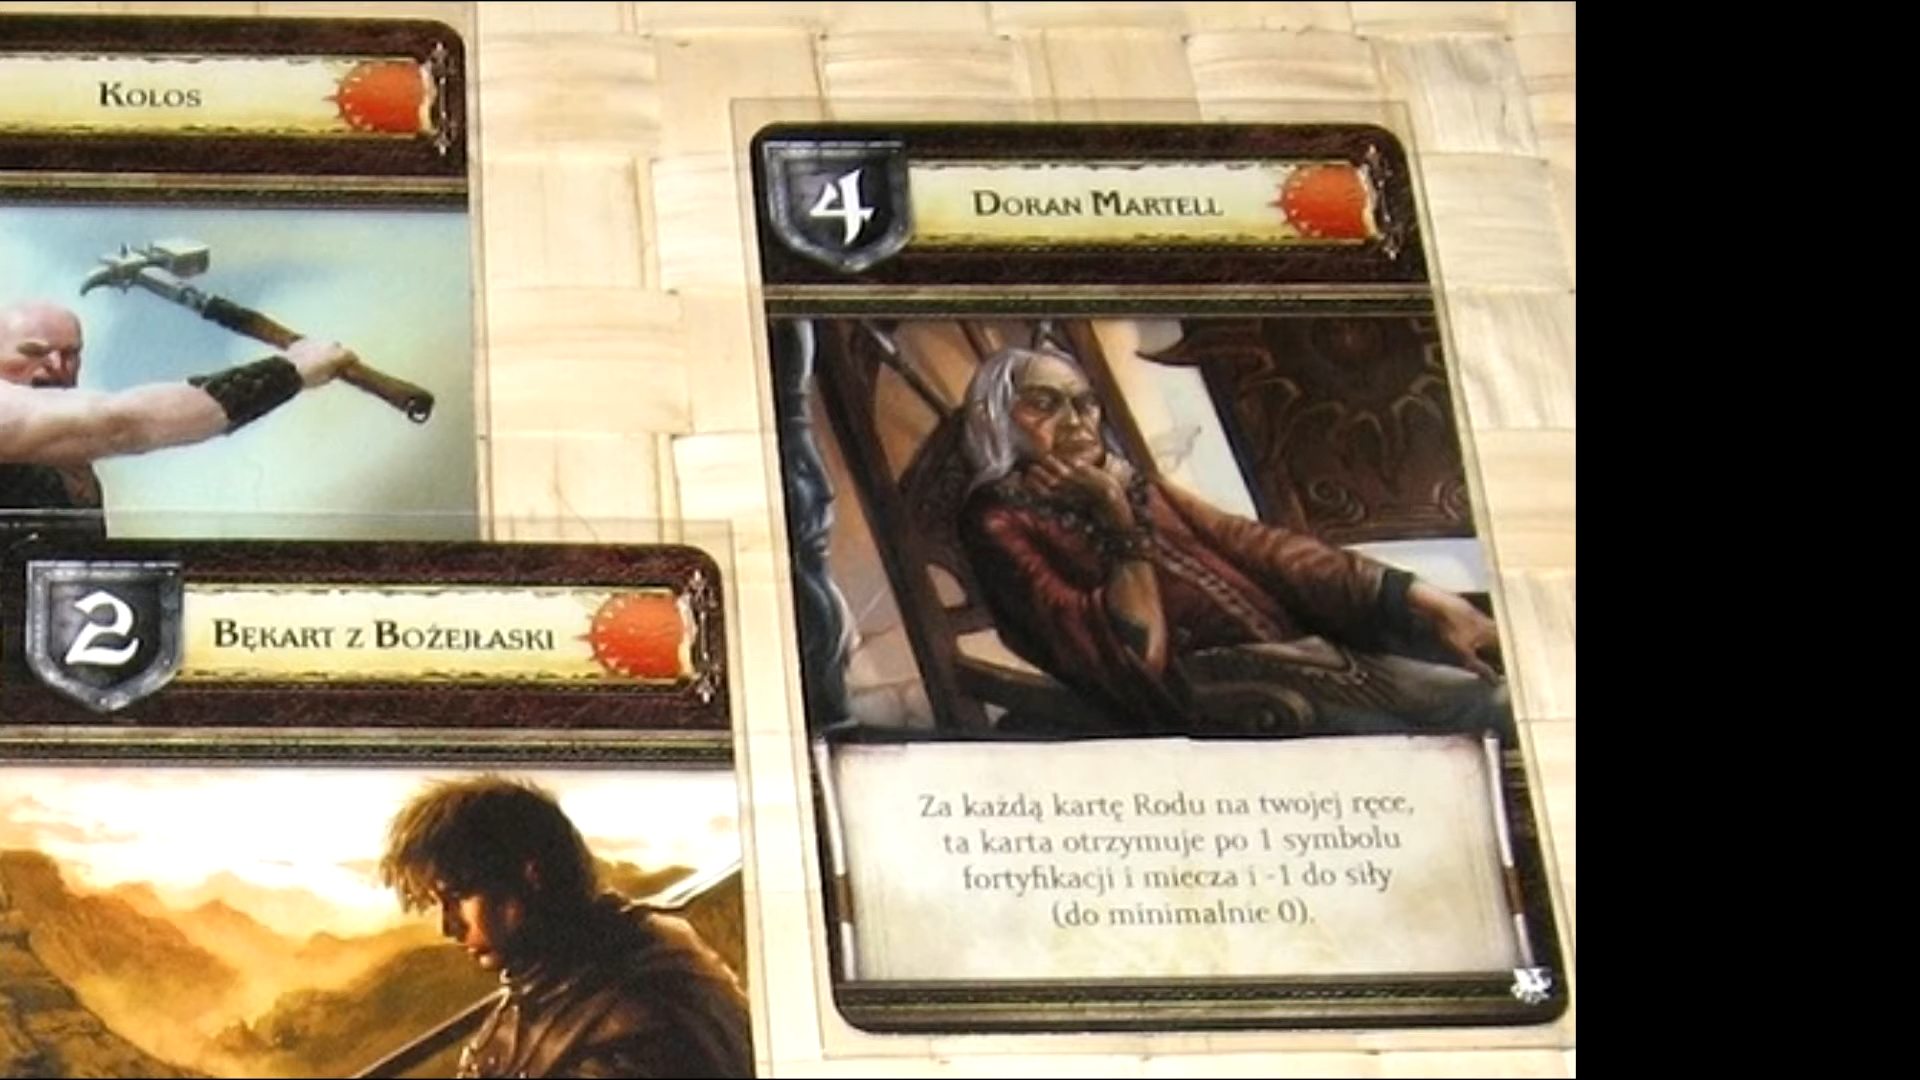 Kolos
4
Doran Martell
2
Bękart z Bożejłaski
Za każdą kartę Rodu na twojej ręce,
ta karta otrzymuje po 1 symbolu
fortyfikacji i miecza i -1 do siły
(do minimalnie 0).